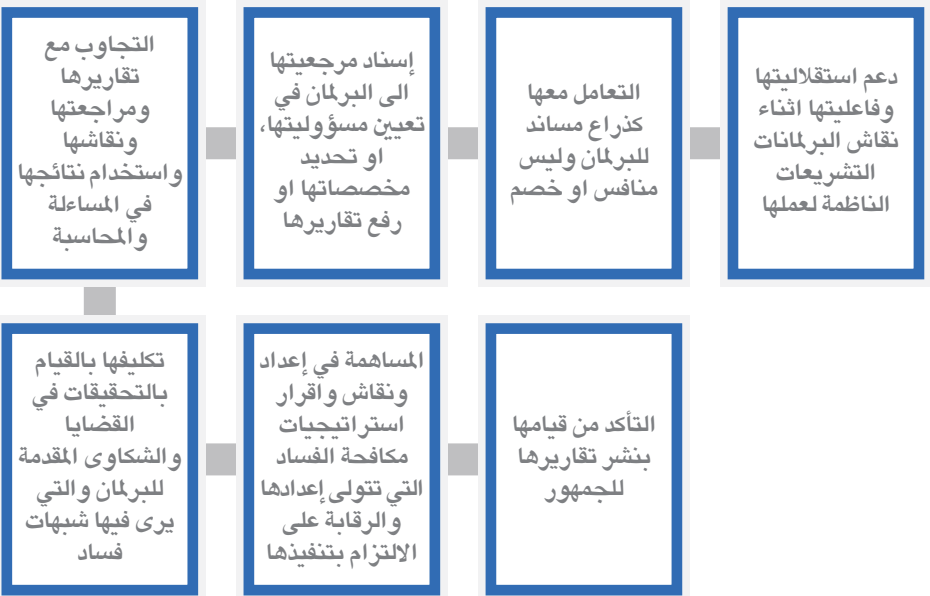 دعم استقلاليتها
وفاعليتها اثناء
نقاش البرلمانات
التشريعات
الناظمة لعملها
التعامل معها
كذراع مساند
للبرلمان وليس
منافس او خصم
إسناد مرجعيتها
الى البرلمان في
تعيين مسؤوليتها،
او تحديد
مخصصاتها او
رفع تقاريرها
التجاوب مع
تقاريرها
ومراجعتها
ونقاشها
واستخدام نتائجها
في المساءلة
والمحاسبة
تكليفها بالقيام
بالتحقيقات في
القضايا
والشكاوى المقدمة
للبرلمان والتي
يرى فيها شبهات
فساد
المساهمة في إعداد
ونقاش واقرار
استراتيجيات
مكافحة الفساد
التي تتولى إعدادها
والرقابة على
الالتزام بتنفيذها
التأكد من قيامها
بنشر تقاريرها
للجمهور